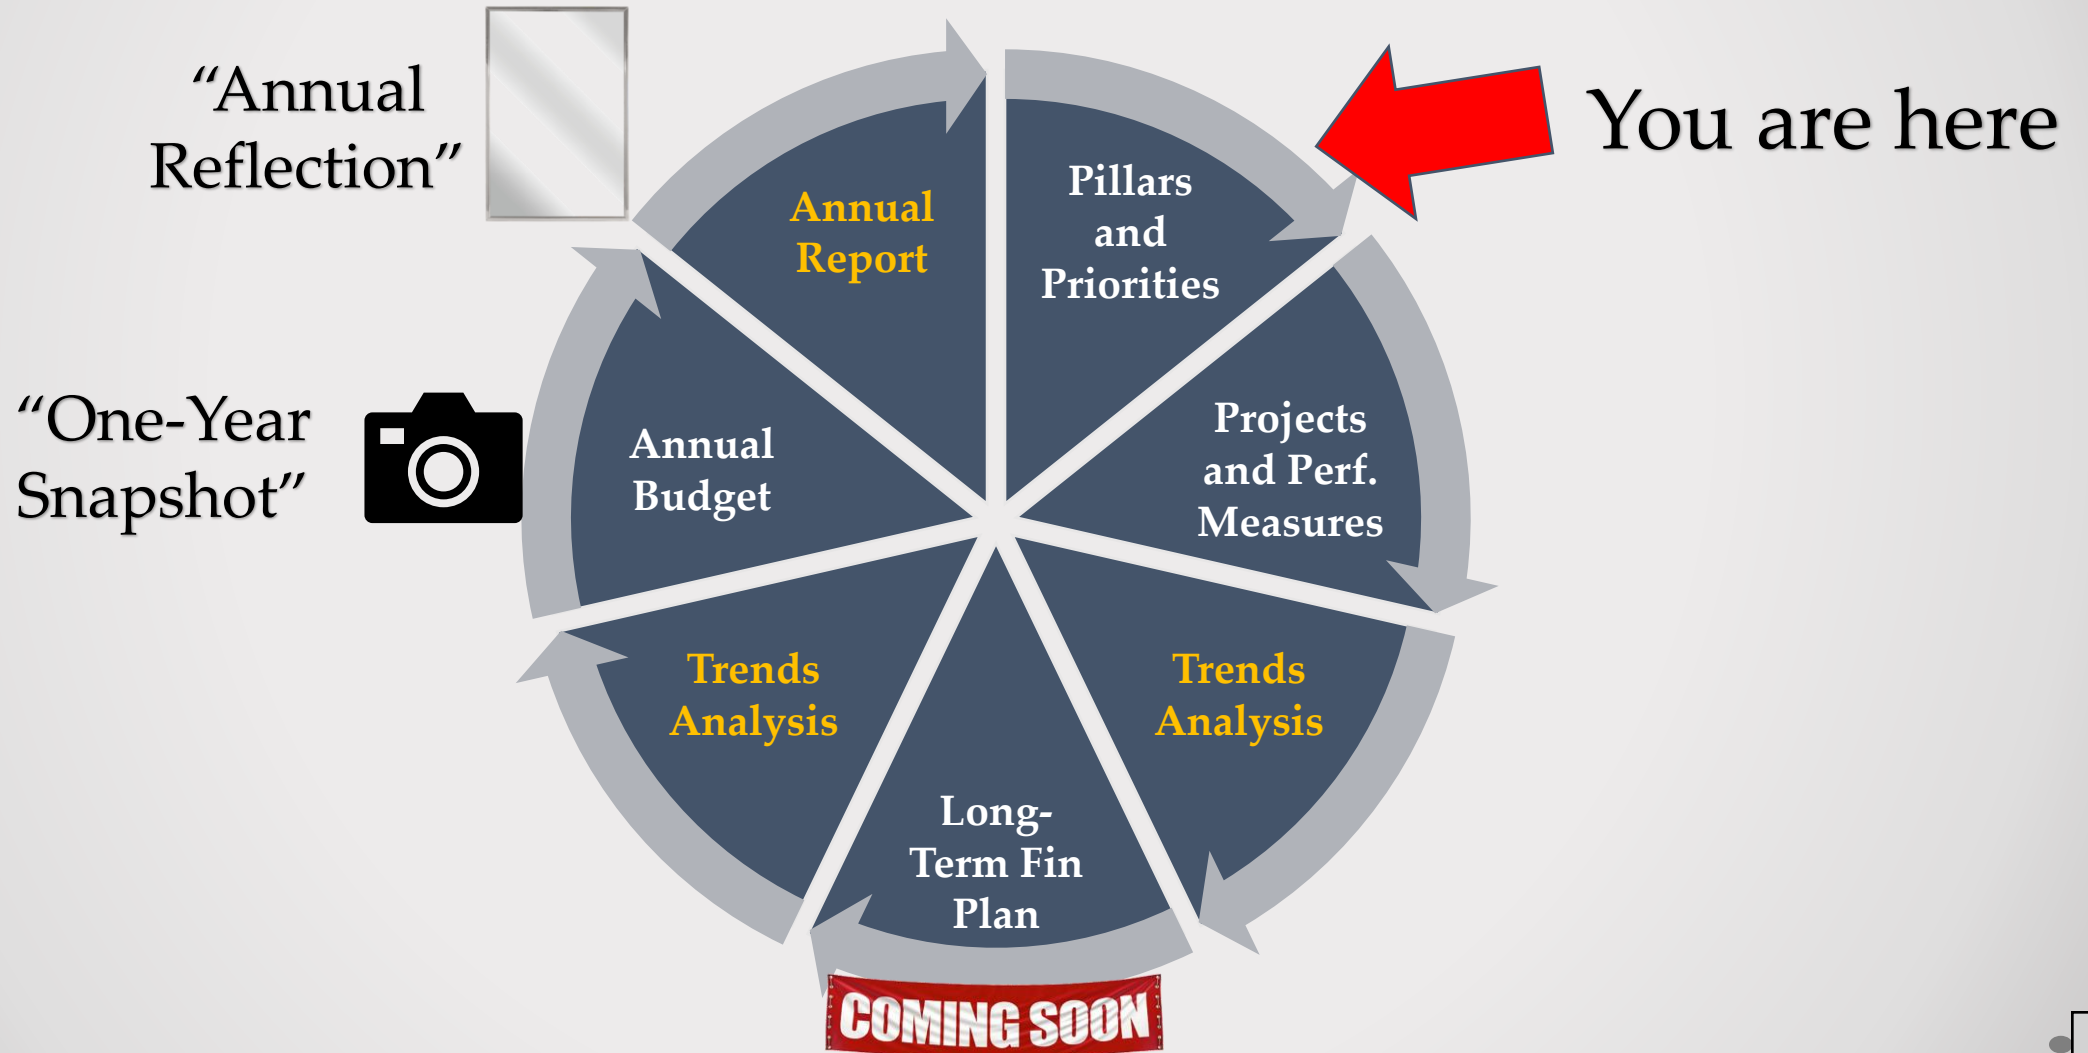 “Annual
Reflection”
You are here
Annual
Report
Pillars
and
Priorities
“One-Year
Snapshot”
Annual
Budget
Projects
and Perf.
Measures
Trends
Analysis
Trends
Analysis
Long-
Term Fin
Plan
COMING SOON